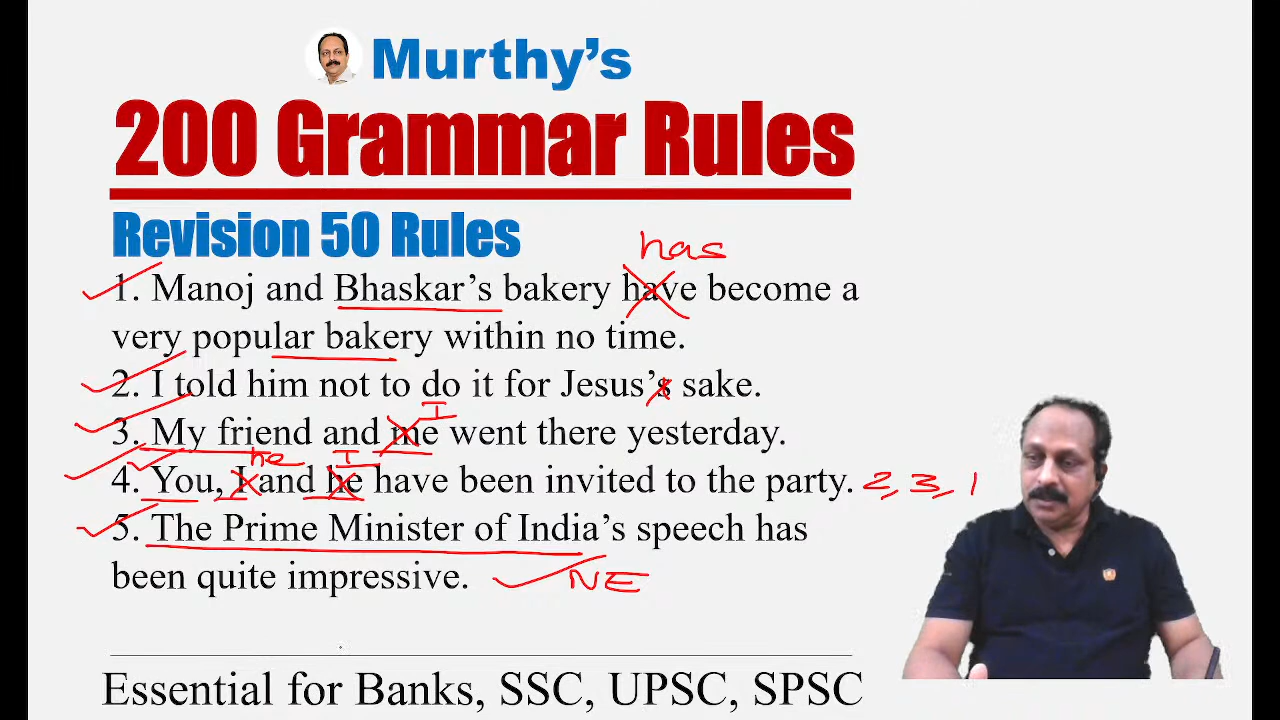 Murthy's
200 Grammar Rules
Revision 50 Rules
has
1. Manoj and Bhaskar's bakery have become a
very popular bakery within no time.
2. I told him not to do it for Jesus's sake.
I
3. My friend and me went there yesterday.
he I
4. You, I and he have been invited to the party. 2, 3, 1
5. The Prime Minister of India's speech has
been quite impressive. NE
Essential for Banks, SSC, UPSC, SPSC